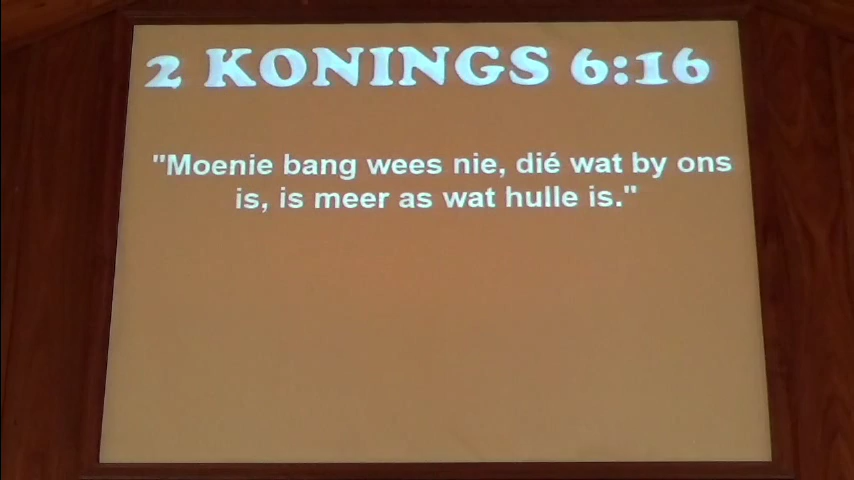 2 KONINGS 6:16
"Moenie bang wees nie, dié wat by ons
is, is meer as wat hulle is."